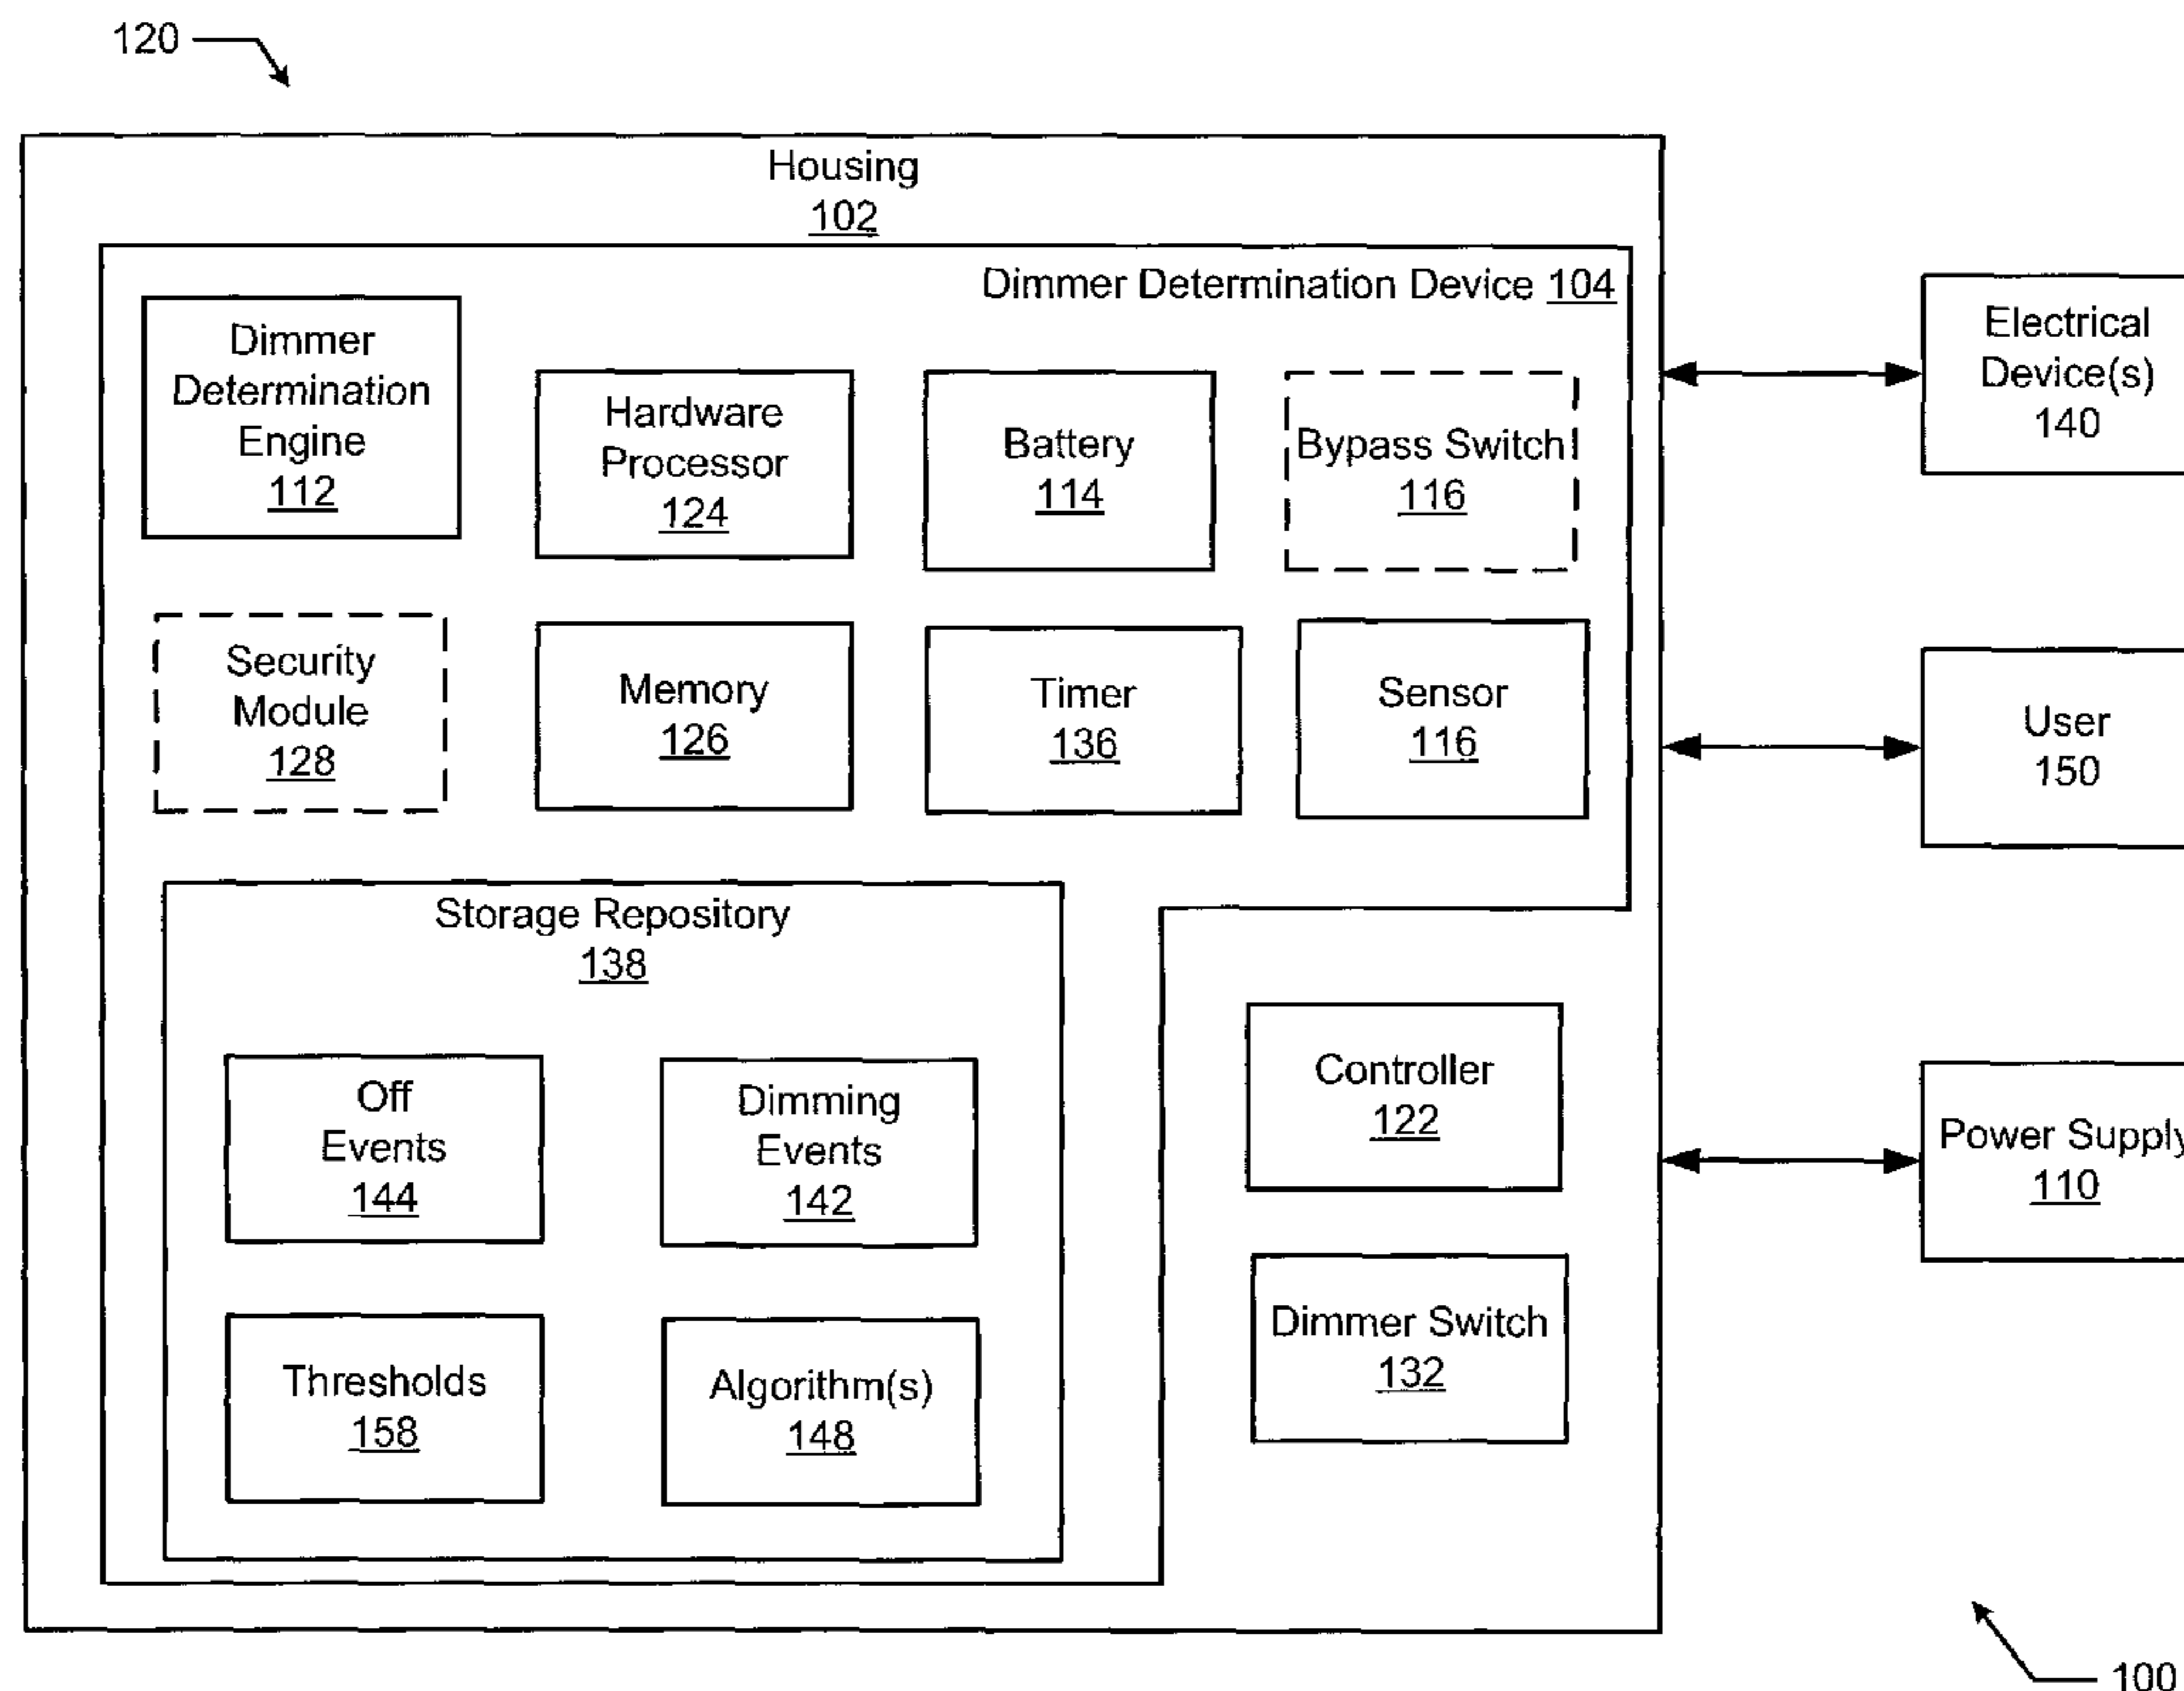 120
Housing
102
Dimmer Determination Device 104
Dimmer
Determination
Engine
112
Hardware
Processor
124
Battery
114
Bypass Switch
116
Security
Module
128
Memory
126
Timer
136
Sensor
116
Storage Repository
138
Off
Events
144
Dimming
Events
142
Thresholds
158
Algorithm(s)
148
Controller
122
Dimmer Switch
132
Electrical
Device(s)
140
User
150
Power Supply
110
100